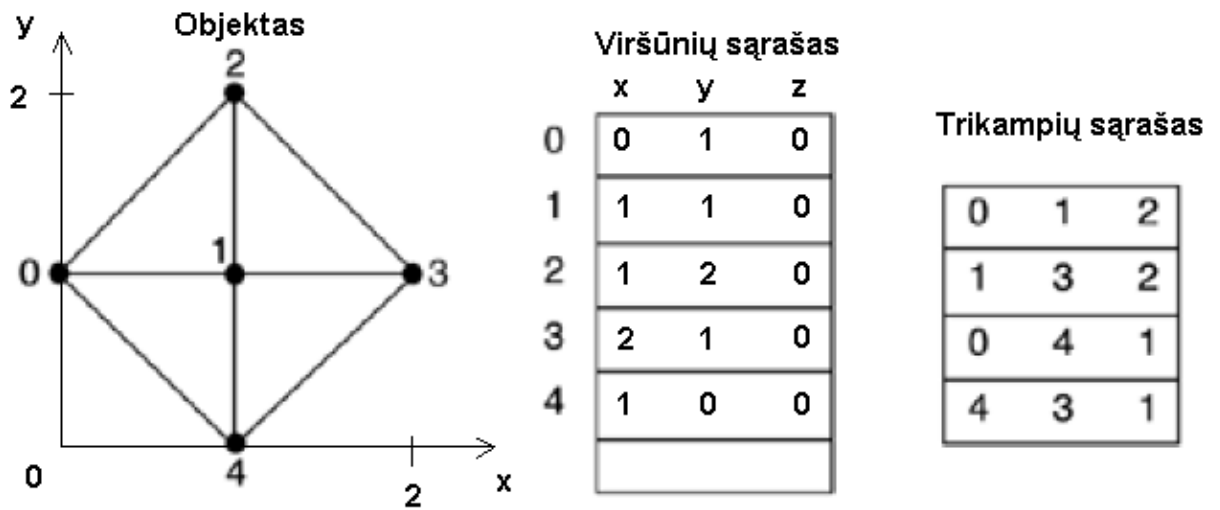 Objektas
y
2
2
0
1
3
0
4
2
x
Viršūnių sąrašas
x y z
0 0 1 0
1 1 1 0
2 1 2 0
3 2 1 0
4 1 0 0
Trikampių sąrašas
0 1 2
1 3 2
0 4 1
4 3 1